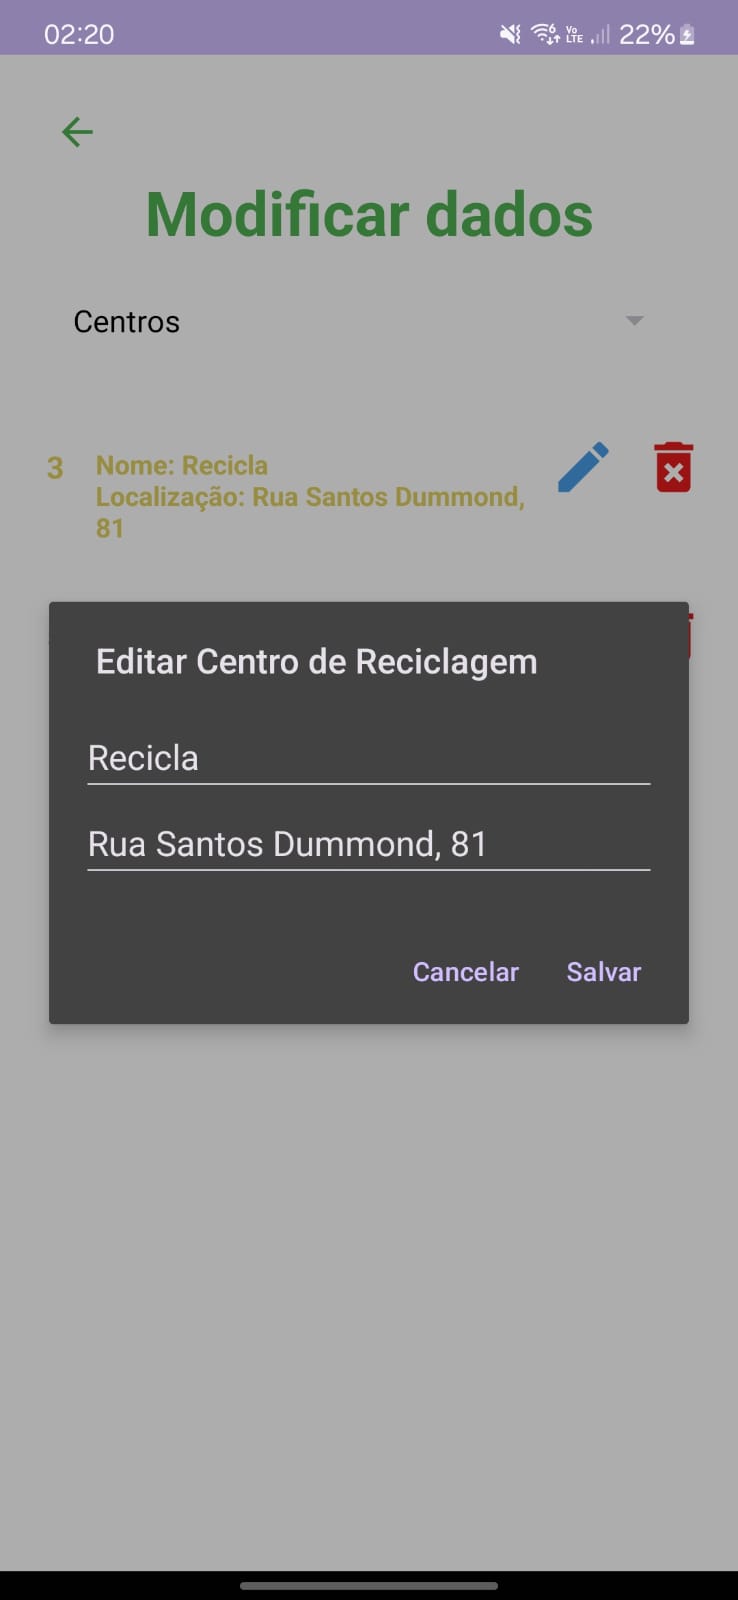 02:20
Vo
LTE
6
22%
Modificar dados
Centros
3
Nome: Recicla
Localização: Rua Santos Dummond,
81
Editar Centro de Reciclagem
Recicla
Rua Santos Dummond, 81
Cancelar
Salvar